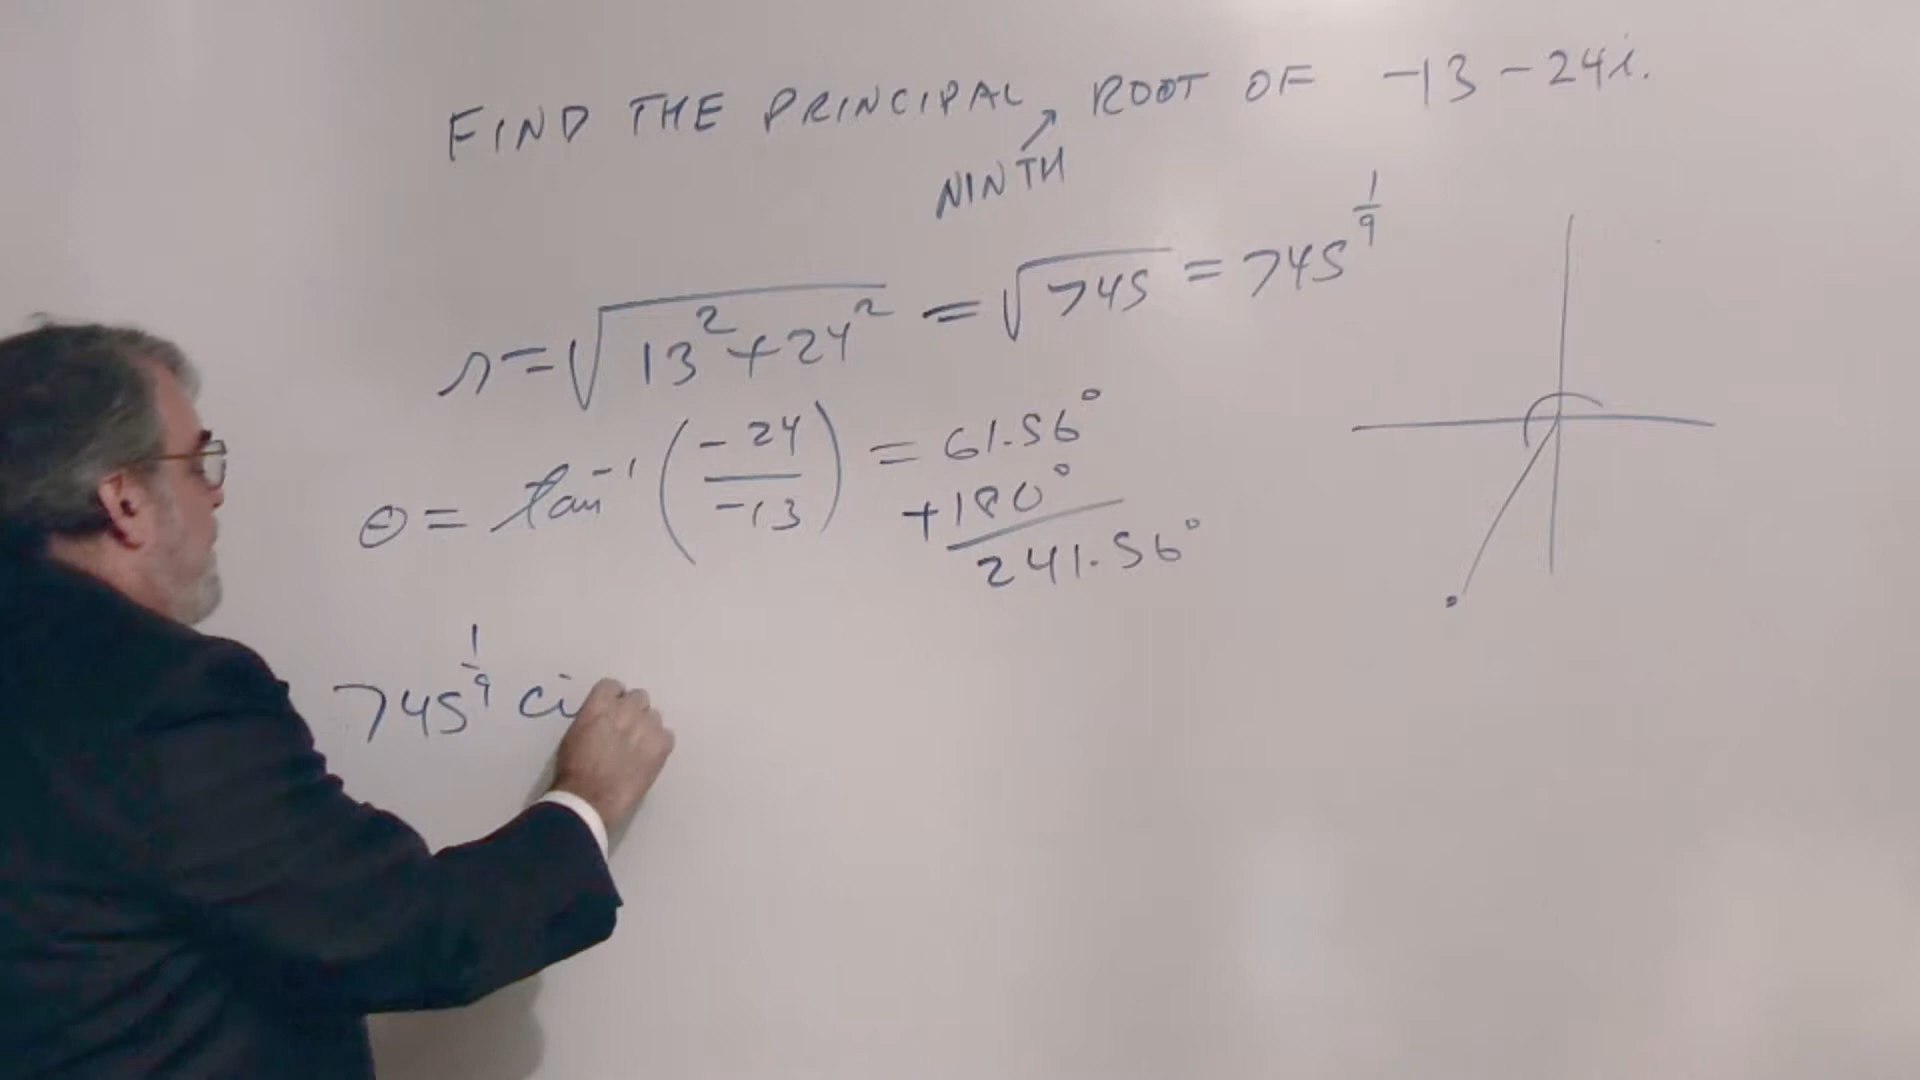 FIND THE PRINCIPAL ROOT OF -13 - 24i.
NINTH
r = √(13² + 24²) = √745 = 745^(1/9)
θ = tan⁻¹(-24/-13) = 61.56°
+180°
241.56°
745^(1/9) ci